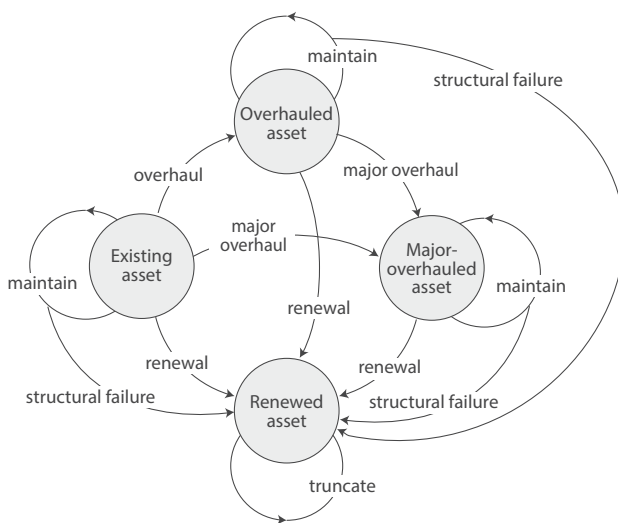 maintain
structural failure
Overhauled
asset
overhaul
major overhaul
major
overhaul
Existing
asset
Major-
overhauled
asset
maintain
maintain
renewal
renewal
renewal
structural failure
Renewed
asset
structural failure
truncate